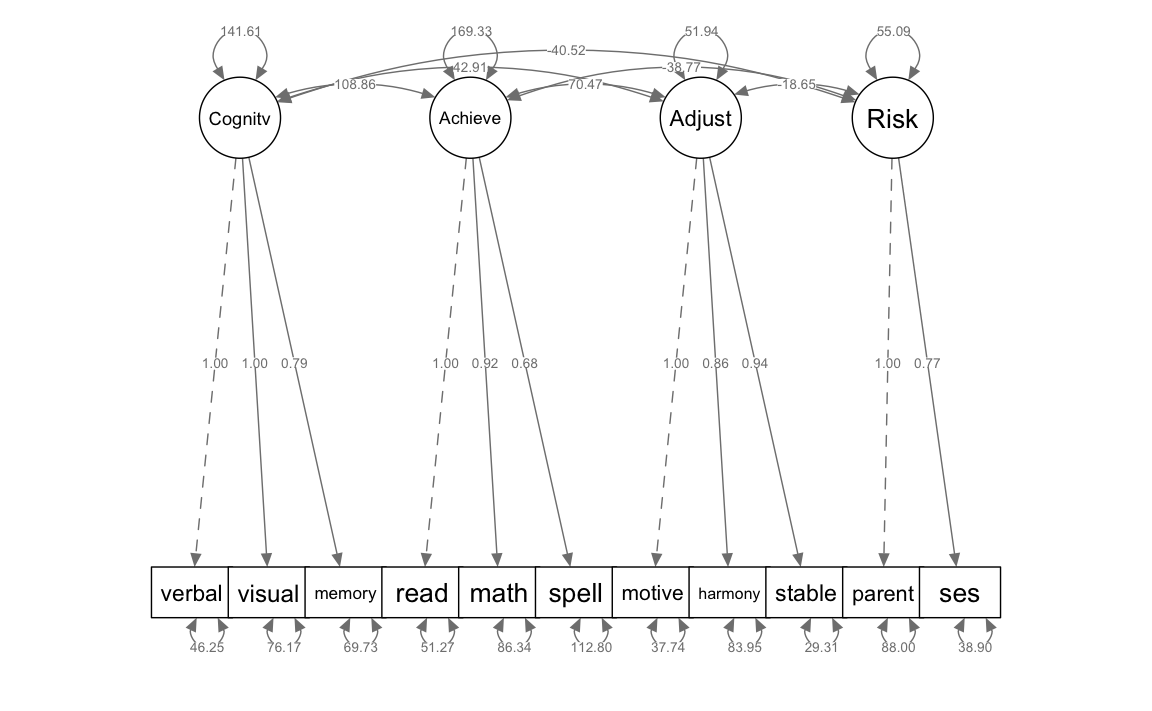 141.61 169.33 51.94 55.09
-40.52
42.91 -38.77
108.86 70.47 -18.65
Cognitv Achieve Adjust Risk
1.00 1.00 0.79 1.00 0.92 0.68 1.00 0.86 0.94 1.00 0.77
verbal visual memory read math spell motive harmony stable parent ses
46.25 76.17 69.73 51.27 86.34 112.80 37.74 83.95 29.31 88.00 38.90